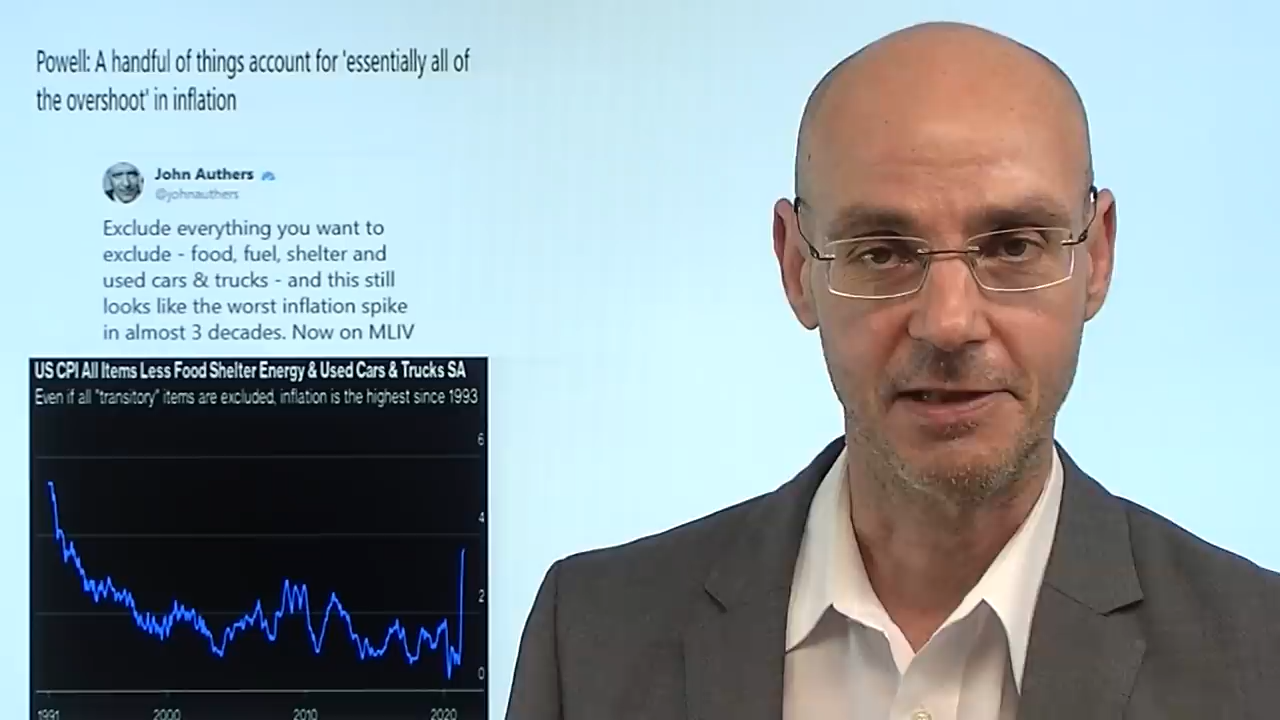 Powell: A handful of things account for 'essentially all of
the overshoot' in inflation
John Authers
@johnauthers
Exclude everything you want to
exclude - food, fuel, shelter and
used cars & trucks - and this still
looks like the worst inflation spike
in almost 3 decades. Now on MLIV
US CPI All Items Less Food Shelter Energy & Used Cars & Trucks SA
Even if all "transitory" items are excluded, inflation is the highest since 1993
6
4
2
0
1991 2000 2010 2020